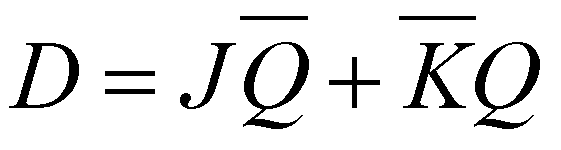 D = JQ̅ + K̅Q